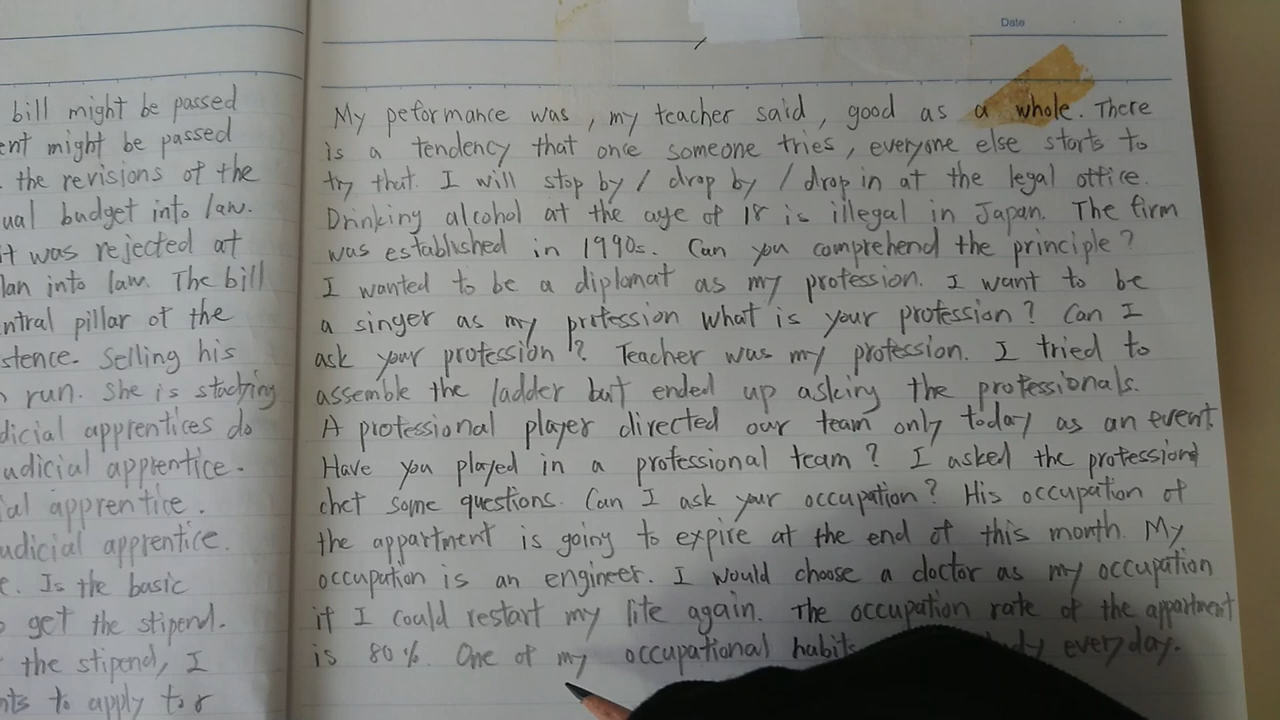 Date
bill might be passed
ent might be passed
the revisions of the
ual budget into law.
it was rejected at
lan into law. The bill
ntral pillar of the
stence. Selling his
run. She is studying
dicial apprentices do
udicial apprentice.
ial apprentice.
udicial apprentice.
e. Is the basic
get the stipend.
the stipend, I
nts to apply for
My peformance was, my teacher said, good as a whole. There
is a tendency that once someone tries, everyone else starts to
try that. I will stop by / drop by / drop in at the legal office.
Drinking alcohol at the age of 18 is illegal in Japan. The firm
was established in 1990s. Can you comprehend the principle?
I wanted to be a diplomat as my profession. I want to be
a singer as my profession what is your profession? Can I
ask your profession? Teacher was my profession. I tried to
assemble the ladder but ended up asking the professionals.
A professional player directed our team only today as an event.
Have you played in a professional team? I asked the professional
chef some questions. Can I ask your occupation? His occupation of
the appartment is going to expire at the end of this month. My
occupation is an engineer. I would choose a doctor as my occupation
if I could restart my life again. The occupation rate of the appartment
is 80%. One of my occupational habits dy everyday.